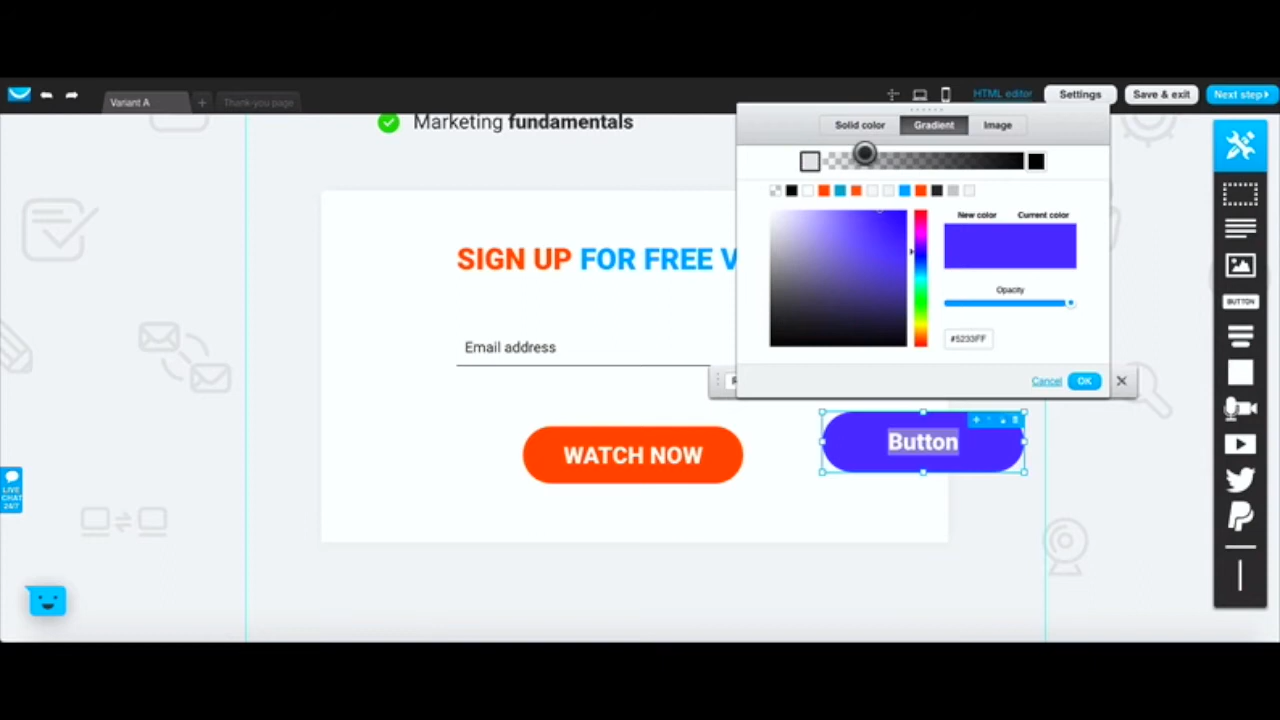 Variant A
+
Thank-you page
HTML editor
Settings
Save & exit
Next step
Marketing fundamentals
Solid color
Gradient
Image
New color
Current color
SIGN UP FOR FREE V
Opacity
#5233FF
Email address
Cancel
OK
BUTTON
Button
WATCH NOW
LIVE
CHAT
24/7